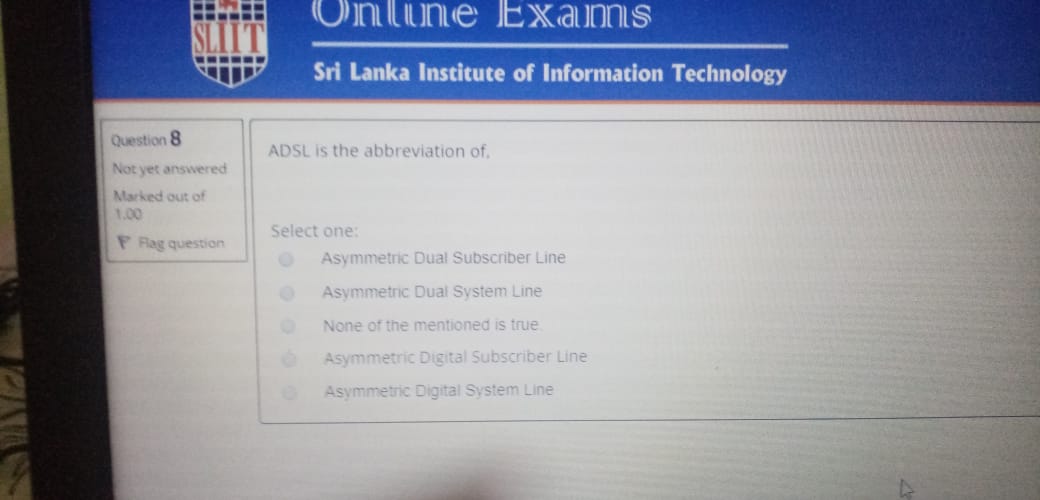 Online Exams
SLIIT
Sri Lanka Institute of Information Technology
Question 8
Not yet answered
Marked out of
1.00
Flag question
ADSL is the abbreviation of,
Select one:
Asymmetric Dual Subscriber Line
Asymmetric Dual System Line
None of the mentioned is true.
Asymmetric Digital Subscriber Line
Asymmetric Digital System Line